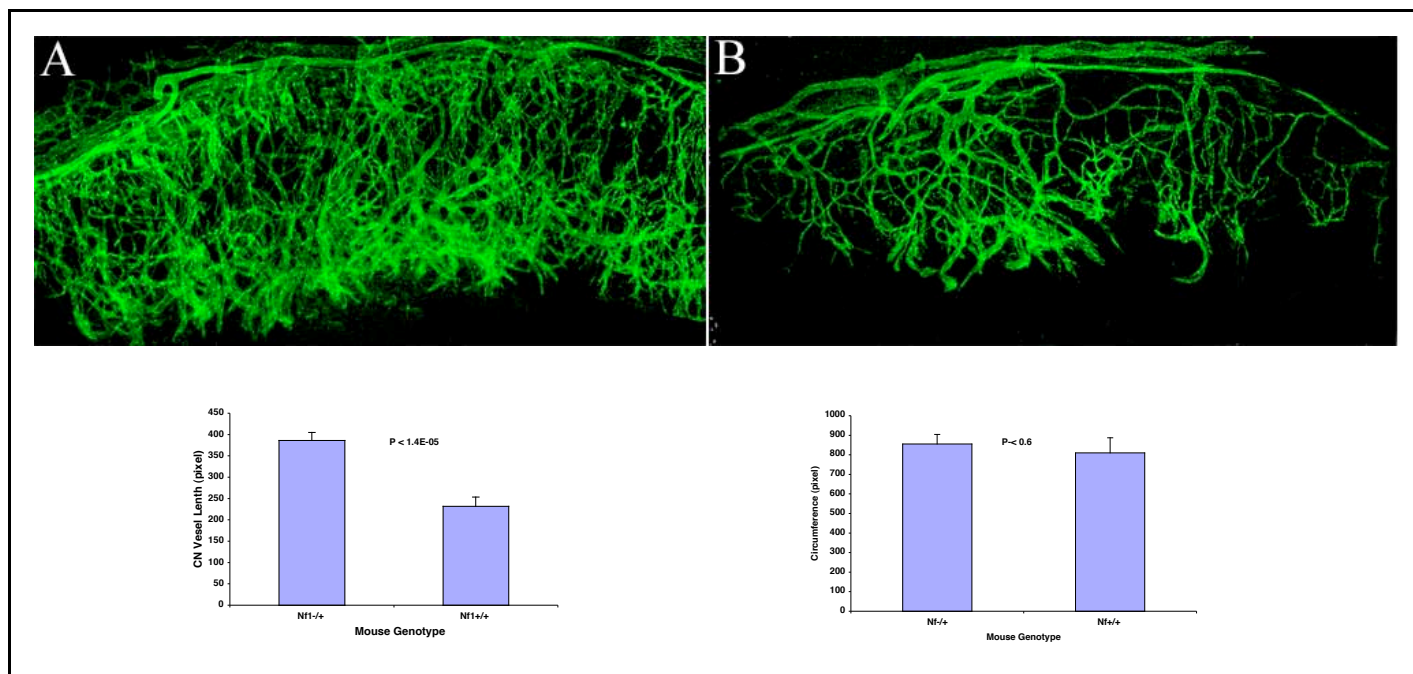 A
B
450
400
350
300
250
200
150
100
50
0
CN Vesel Lenth (pixel)
P < 1.4E-05
Nf1-/+
Nf1+/+
Mouse Genotype
1000
900
800
700
600
500
400
300
200
100
0
Circumference (pixel)
P-< 0.6
Nf-/+
Nf+/+
Mouse Genotype